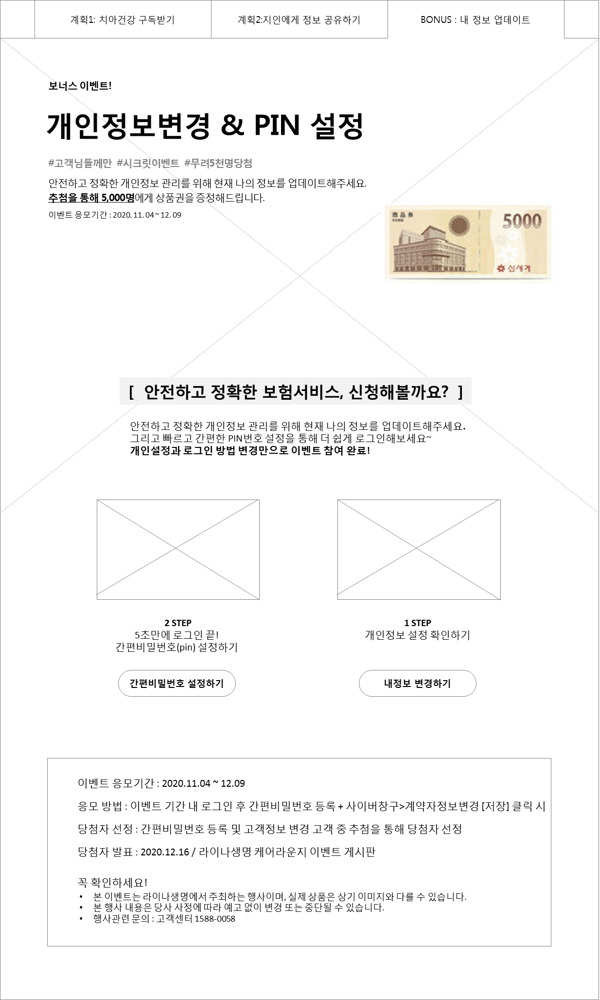 계획1: 치아건강 구독받기
계획2:지인에게 정보 공유하기
BONUS : 내 정보 업데이트
보너스 이벤트!
개인정보변경 & PIN 설정
#고객님들께만 #시크릿이벤트 #무려5천명당첨
안전하고 정확한 개인정보 관리를 위해 현재 나의 정보를 업데이트해주세요.
추첨을 통해 5,000명에게 상품권을 증정해드립니다.
이벤트 응모기간 : 2020. 11. 04 ~ 12. 09
商品券
5000
신세계
[ 안전하고 정확한 보험서비스, 신청해볼까요? ]
안전하고 정확한 개인정보 관리를 위해 현재 나의 정보를 업데이트해주세요.
그리고 빠르고 간편한 PIN번호 설정을 통해 더 쉽게 로그인해보세요~
개인설정과 로그인 방법 변경만으로 이벤트 참여 완료!
2 STEP
5초만에 로그인 끝!
간편비밀번호(pin) 설정하기
간편비밀번호 설정하기
1 STEP
개인정보 설정 확인하기
내정보 변경하기
이벤트 응모기간 : 2020.11.04 ~ 12.09
응모 방법 : 이벤트 기간 내 로그인 후 간편비밀번호 등록 + 사이버창구>계약자정보변경 [저장] 클릭 시
당첨자 선정 : 간편비밀번호 등록 및 고객정보 변경 고객 중 추첨을 통해 당첨자 선정
당첨자 발표 : 2020.12.16 / 라이나생명 케어라운지 이벤트 게시판
꼭 확인하세요!
• 본 이벤트는 라이나생명에서 주최하는 행사이며, 실제 상품은 상기 이미지와 다를 수 있습니다.
• 본 행사 내용은 당사 사정에 따라 예고 없이 변경 또는 중단될 수 있습니다.
• 행사관련 문의 : 고객센터 1588-0058